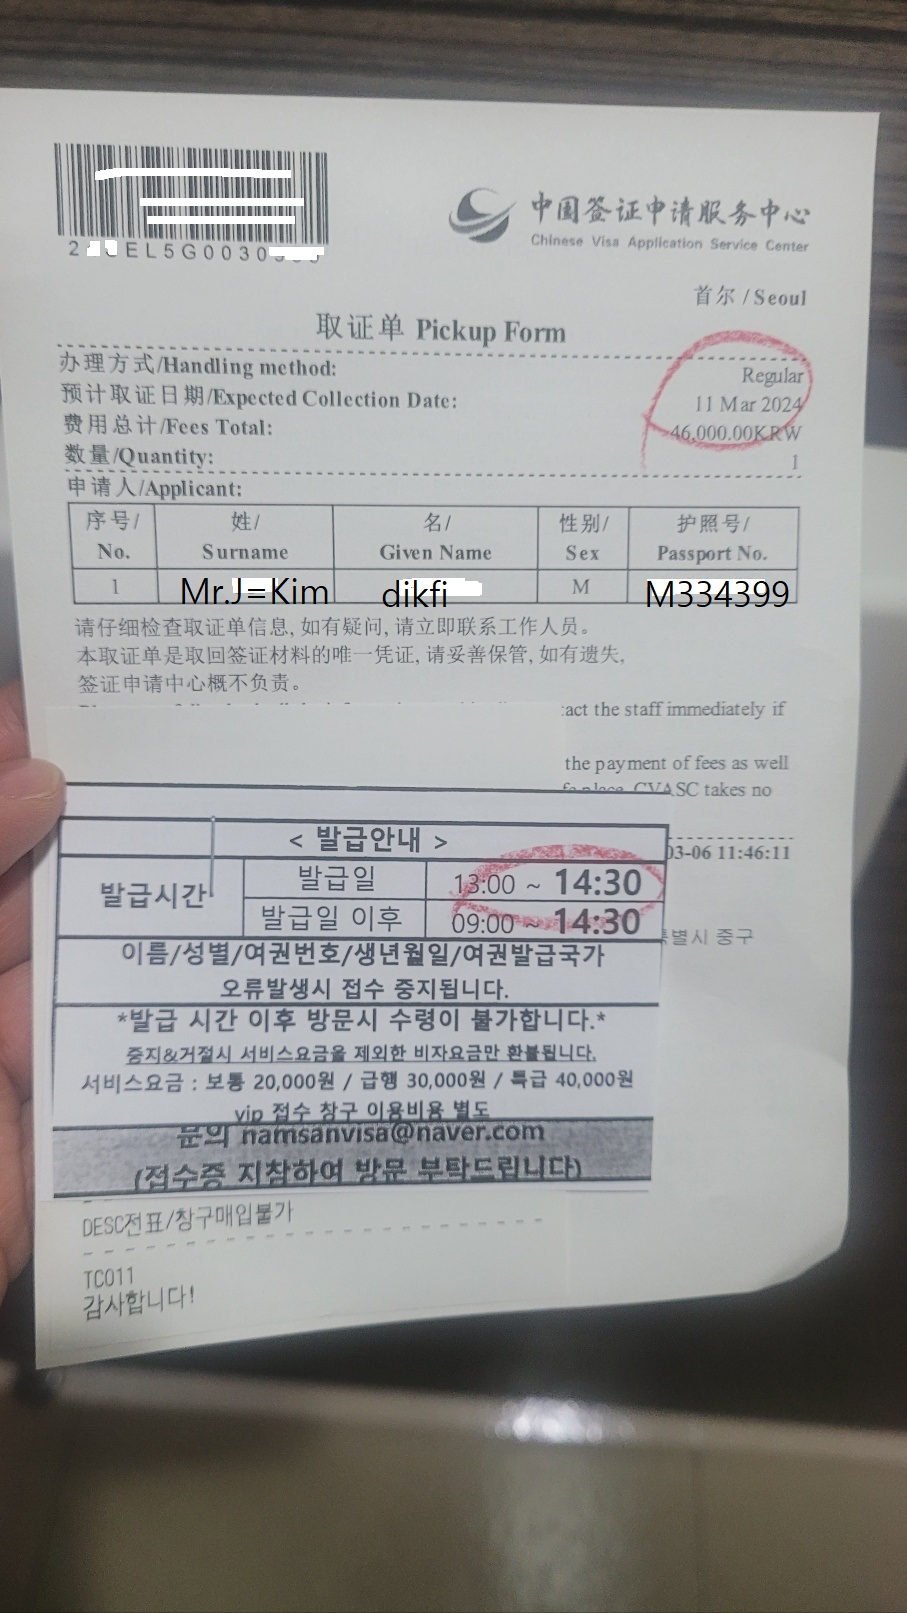 中国签证申请服务中心
Chinese Visa Application Service Center
EL5G0030
首尔 / Seoul
取证单 Pickup Form
办理方式/Handling method: Regular
预计取证日期/Expected Collection Date: 11 Mar 2024
费用总计/Fees Total: 46,000.00KRW
数量/Quantity: 1
申请人/Applicant:
序号/ 姓/ 名/ 性别/ 护照号/
No. Surname Given Name Sex Passport No.
1 Mr.J=Kim dikfi M M334399
请仔细检查取证单信息, 如有疑问, 请立即联系工作人员。
本取证单是取回签证材料的唯一凭证, 请妥善保管, 如有遗失,
签证申请中心概不负责。
act the staff immediately if
the payment of fees as well
CVASC takes no
03-06 11:46:11
특별시 중구
< 발급안내 >
발급시간 발급일 13:00 ~ 14:30
발급일 이후 09:00 ~ 14:30
이름/성별/여권번호/생년월일/여권발급국가
오류발생시 접수 중지됩니다.
*발급 시간 이후 방문시 수령이 불가합니다.*
중지&거절시 서비스요금을 제외한 비자요금만 환불됩니다.
서비스요금 : 보통 20,000원 / 급행 30,000원 / 특급 40,000원
vip 접수 창구 이용비용 별도
문의 namsanvisa@naver.com
(접수증 지참하여 방문 부탁드립니다)
DESC전표/창구매입불가
TC011
감사합니다!